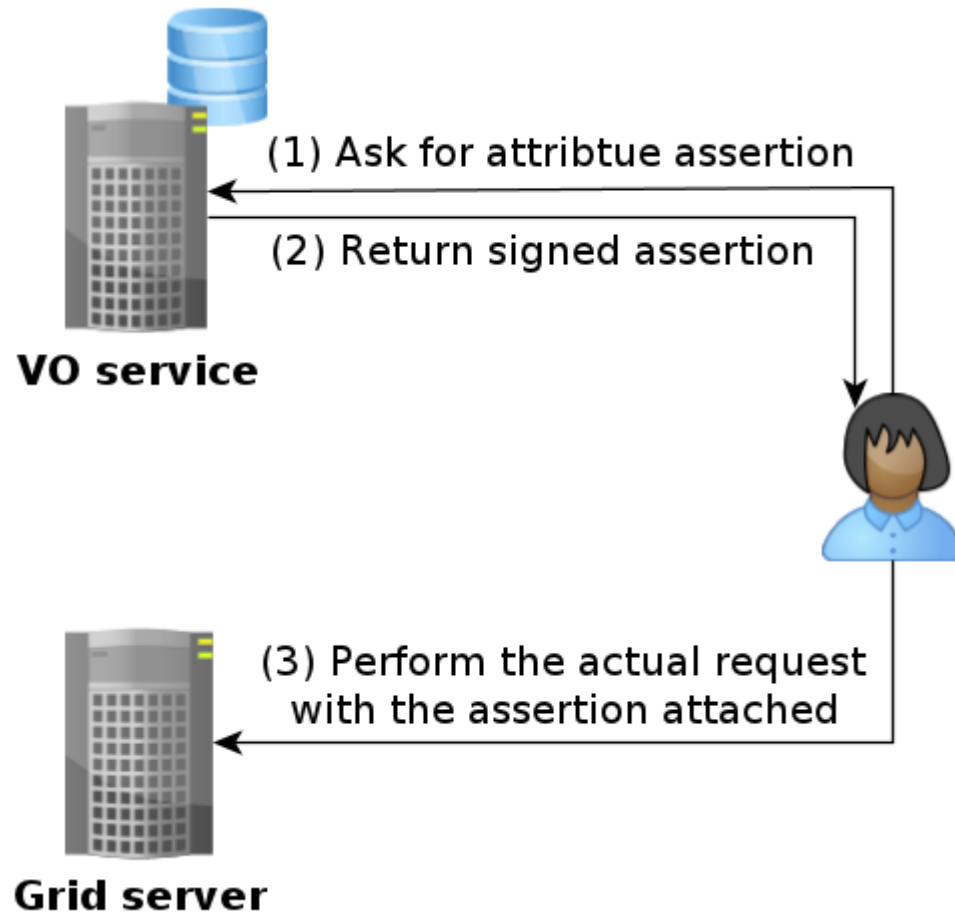 (1) Ask for attribtue assertion
(2) Return signed assertion
VO service
(3) Perform the actual request
with the assertion attached
Grid server